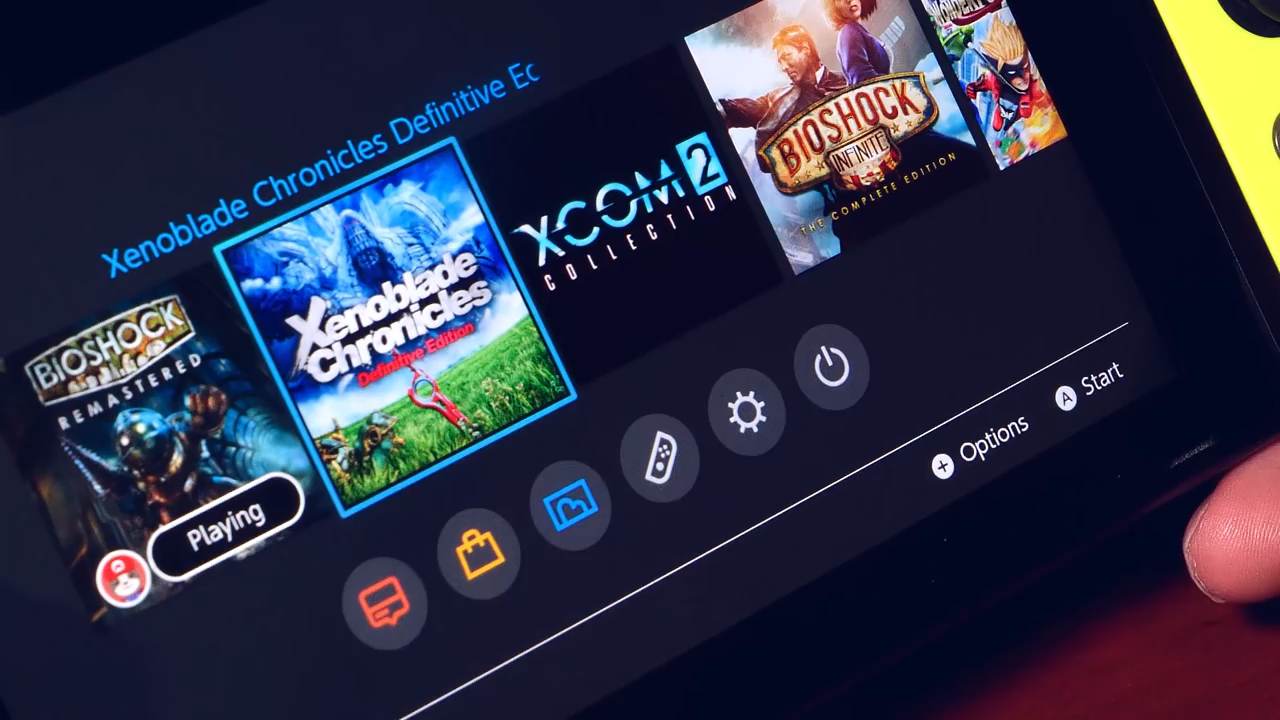 Xenoblade Chronicles Definitive Ec
BIOSHOCK
REMASTERED
Playing
Xenoblade
Chronicles
Definitive Edition
XCOM 2
COLLECTION
BIOSHOCK
INFINITE
THE COMPLETE EDITION
+ Options
A Start